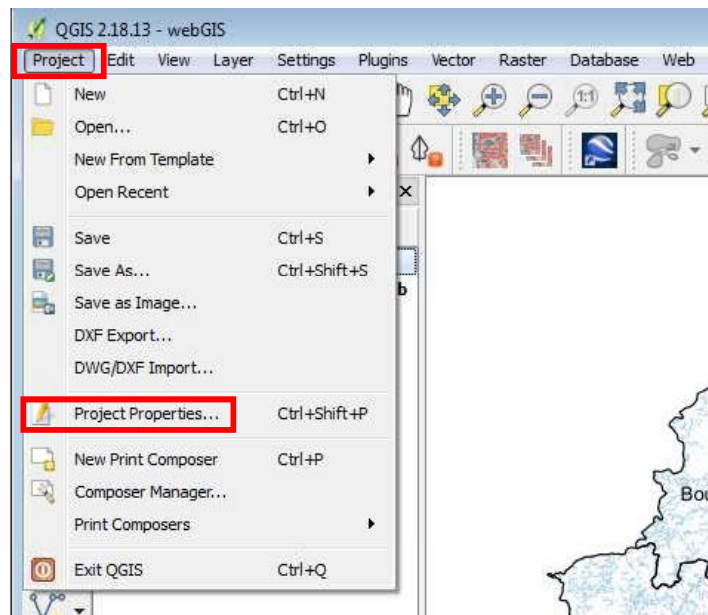 QGIS 2.18.13 - webGIS
Project Edit View Layer Settings Plugins Vector Raster Database Web
New Ctrl+N
Open... Ctrl+O
New From Template
Open Recent
Save Ctrl+S
Save As... Ctrl+Shift+S
Save as Image...
DXF Export...
DWG/DXF Import...
Project Properties... Ctrl+Shift+P
New Print Composer Ctrl+P
Composer Manager...
Print Composers
Exit QGIS Ctrl+Q
1:1
b
Bou